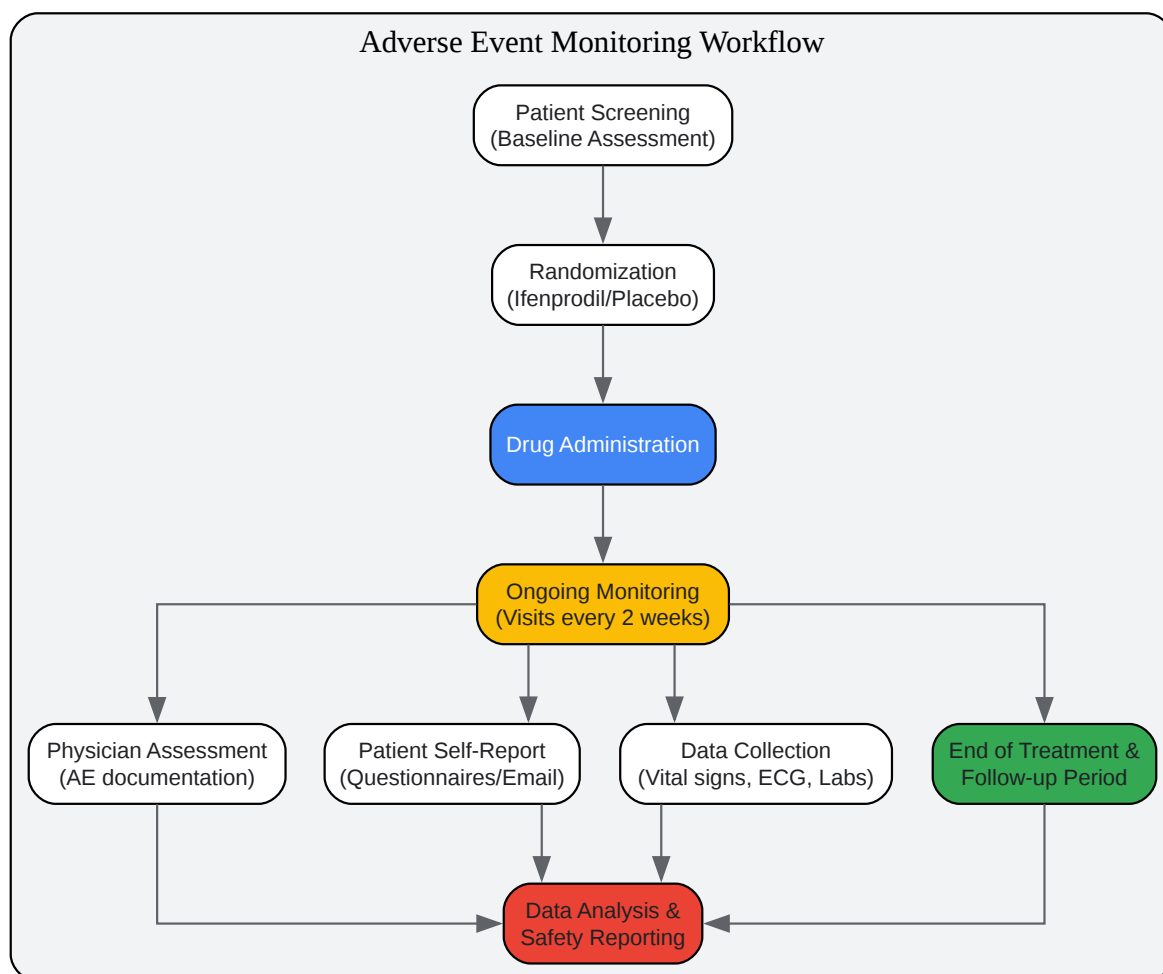 Adverse Event Monitoring Workflow
Patient Screening
(Baseline Assessment)
Randomization
(Ifenprodil/Placebo)
Drug Administration
Ongoing Monitoring
(Visits every 2 weeks)
Physician Assessment
(AE documentation)
Patient Self-Report
(Questionnaires/Email)
Data Collection
(Vital signs, ECG, Labs)
End of Treatment &
Follow-up Period
Data Analysis &
Safety Reporting